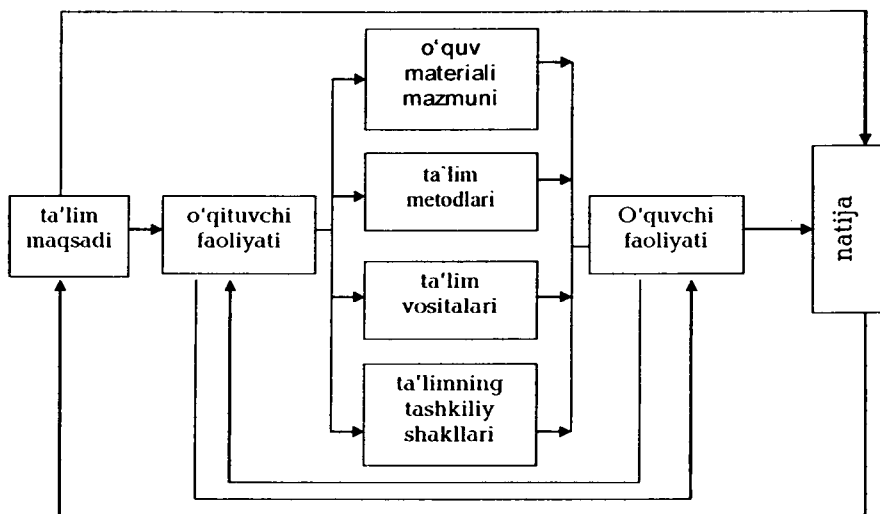 ta'lim
maqsadi
o'qituvchi
faoliyati
o'quv
materiali
mazmuni
ta`lim
metodlari
ta'lim
vositalari
ta'limning
tashkiliy
shakllari
O'quvchi
faoliyati
natija